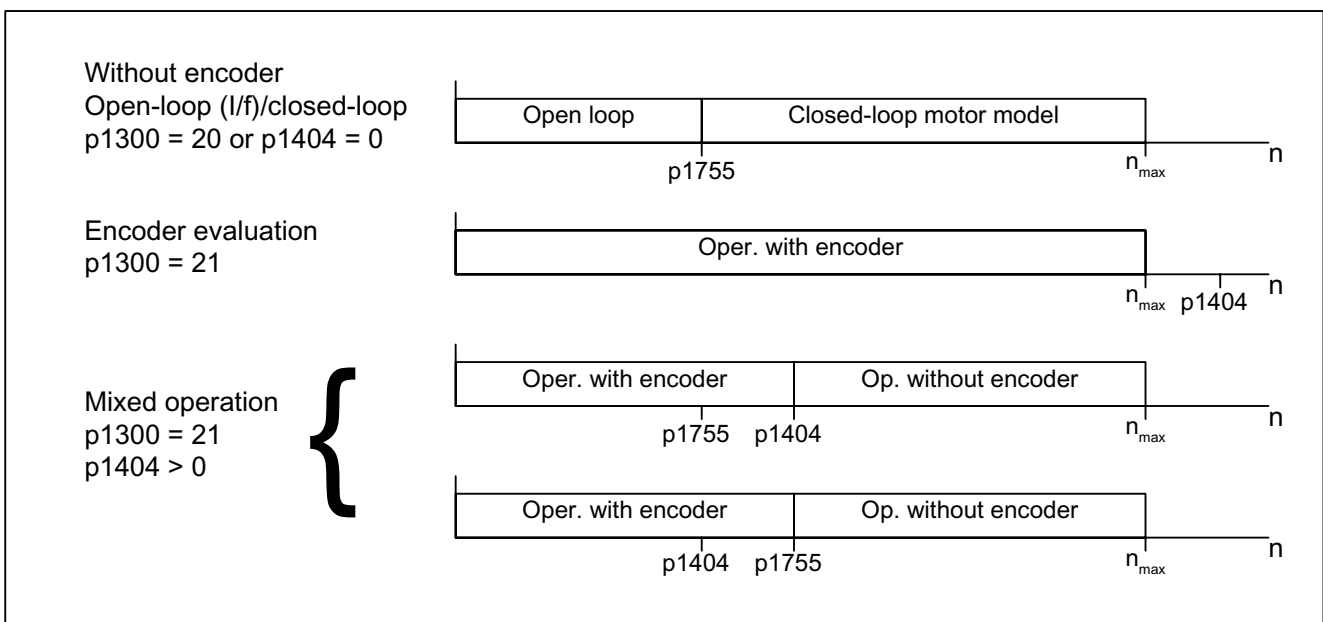 Without encoder
Open-loop (I/f)/closed-loop
p1300 = 20 or p1404 = 0
Open loop
Closed-loop motor model
p1755
nmax
n
Encoder evaluation
p1300 = 21
Oper. with encoder
nmax
p1404
n
Mixed operation
p1300 = 21
p1404 > 0
Oper. with encoder
Op. without encoder
p1755
p1404
nmax
n
Oper. with encoder
Op. without encoder
p1404
p1755
nmax
n